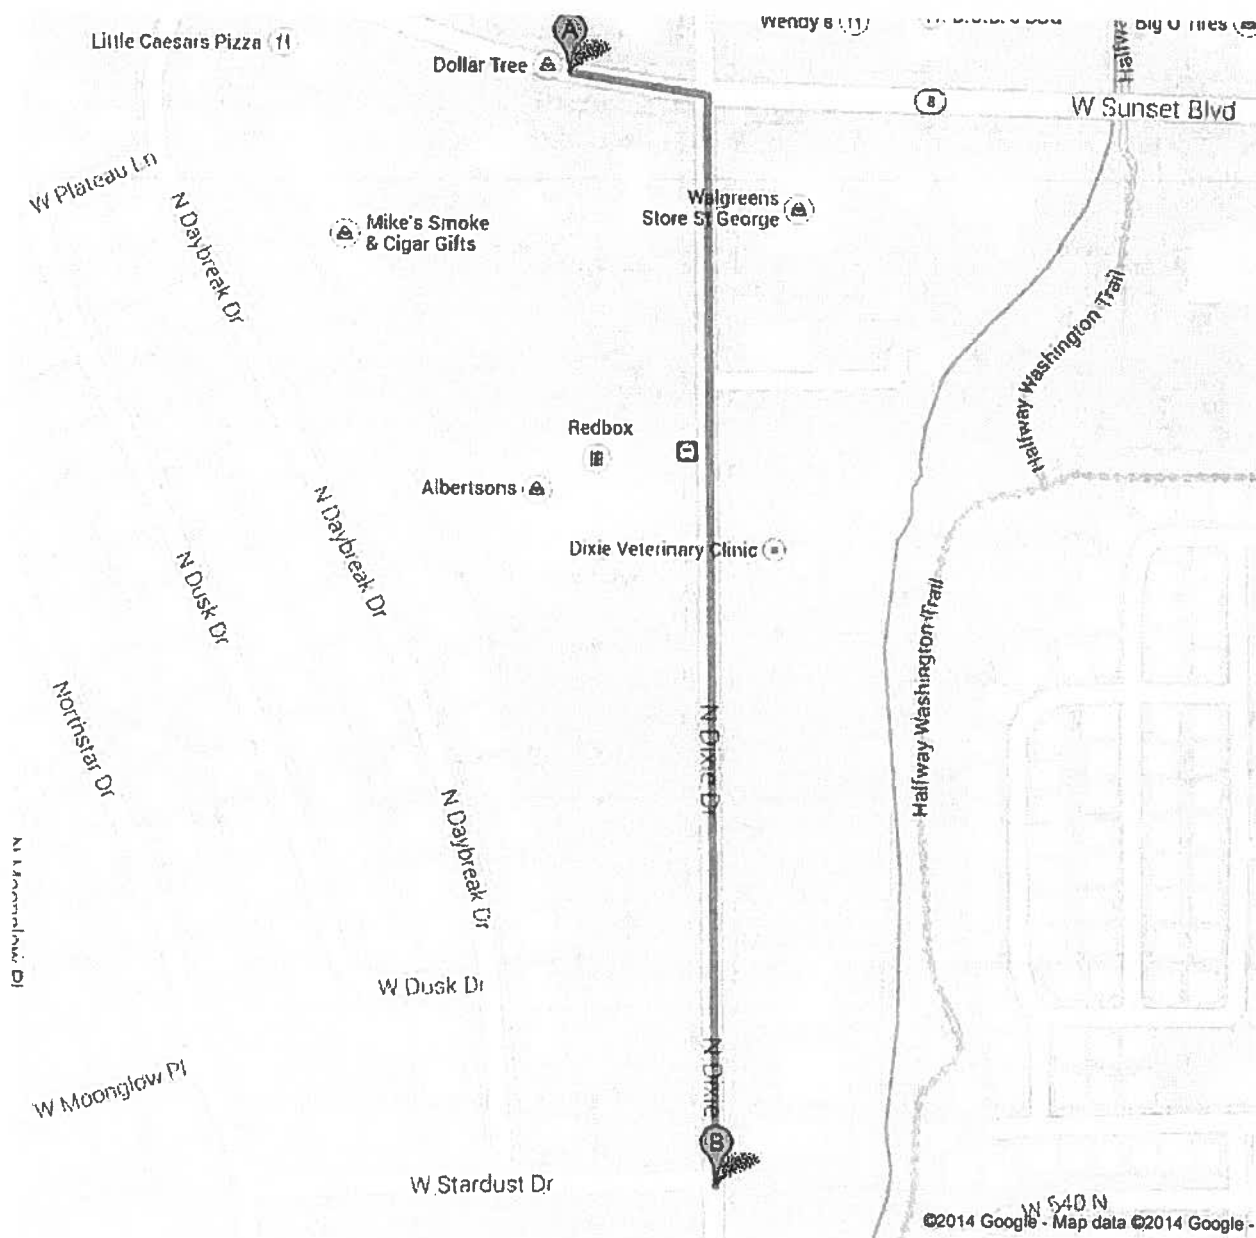 A
Wendy's
Big O Tires
Little Caesars Pizza
Dollar Tree
Halfw
8
W Sunset Blvd
W Plateau Ln
N Daybreak Dr
Walgreens
Store St George
Mike's Smoke
& Cigar Gifts
Halfway Washington Trail
Redbox
Albertsons
N Daybreak Dr
Dixie Veterinary Clinic
N Dusk Dr
Halfway Washington Trail
Northstar Dr
N Dixie Dr
N Daybreak Dr
N Moonglow Pl
W Dusk Dr
N Dixie
W Moonglow Pl
B
W Stardust Dr
W 540 N
©2014 Google - Map data ©2014 Google -